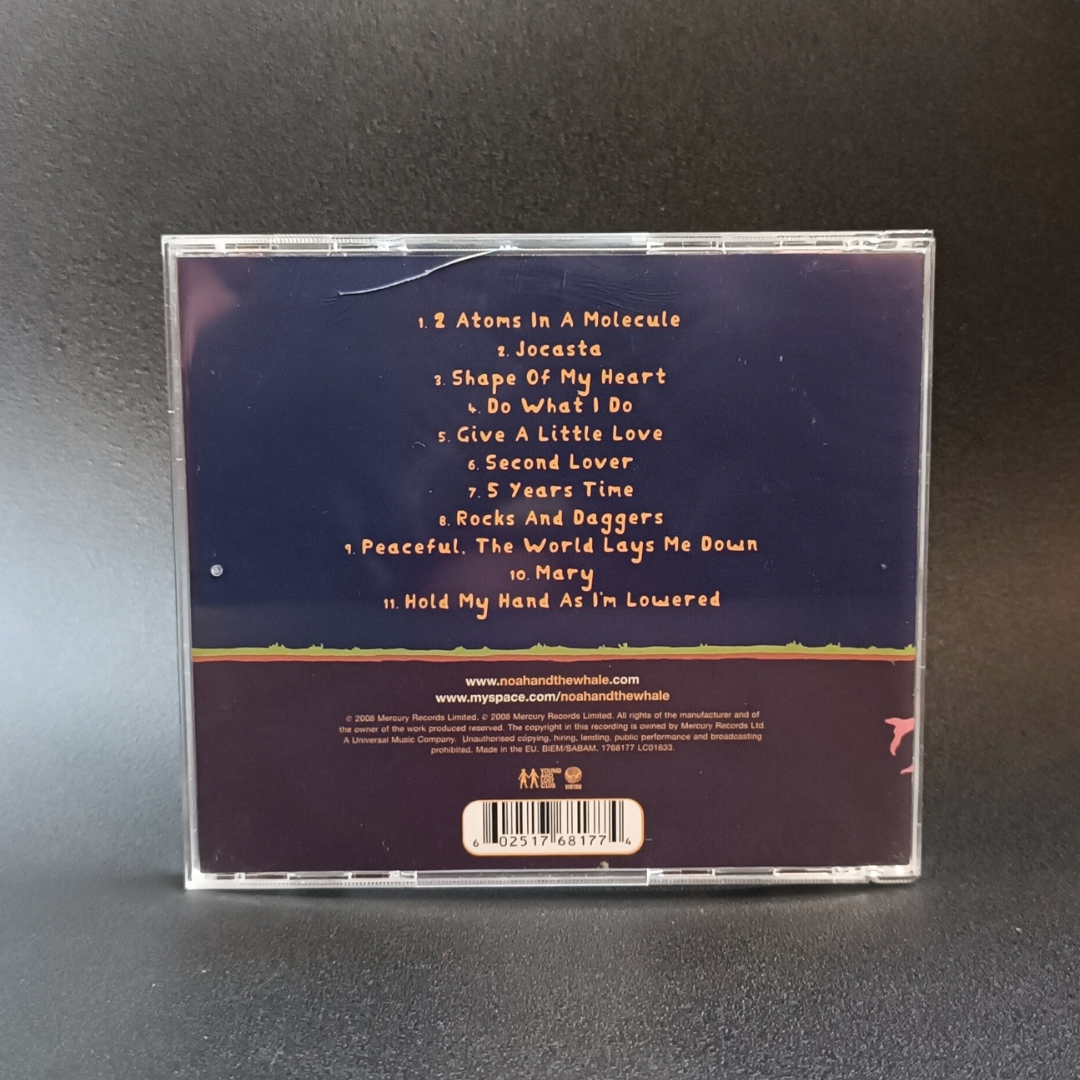 1. 2 Atoms In A Molecule
2. Jocasta
3. Shape Of My Heart
4. Do What I Do
5. Give A Little Love
6. Second Lover
7. 5 Years Time
8. Rocks And Daggers
9. Peaceful, The World Lays Me Down
10. Mary
11. Hold My Hand As I'm Lowered
www.noahandthewhale.com
www.myspace.com/noahandthewhale
℗ 2008 Mercury Records Limited. © 2008 Mercury Records Limited. All rights of the manufacturer and of
the owner of the work produced reserved. The copyright in this recording is owned by Mercury Records Ltd.
A Universal Music Company. Unauthorised copying, hiring, lending, public performance and broadcasting
prohibited. Made in the EU. BIEM/SABAM. 1768177 LC01633.
YOUNG
AND
LOST
CLUB
VERTIGO
6 02517 68177 4